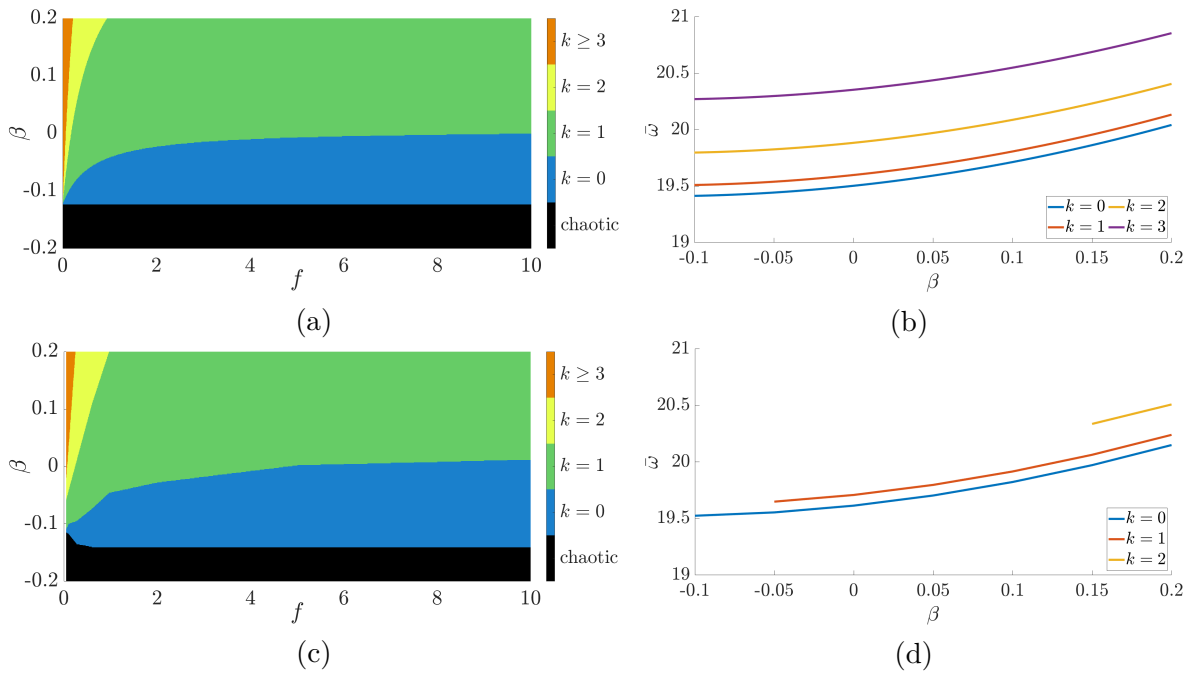 0.2
0.1
0
-0.1
-0.2
β
0 2 4 6 8 10
f
k ≥ 3
k = 2
k = 1
k = 0
chaotic
(a)
21
20.5
20
19.5
19
ω̄
-0.1 -0.05 0 0.05 0.1 0.15 0.2
β
k = 0 k = 2
k = 1 k = 3
(b)
0.2
0.1
0
-0.1
-0.2
β
0 2 4 6 8 10
f
k ≥ 3
k = 2
k = 1
k = 0
chaotic
(c)
21
20.5
20
19.5
19
ω̄
-0.1 -0.05 0 0.05 0.1 0.15 0.2
β
k = 0
k = 1
k = 2
(d)